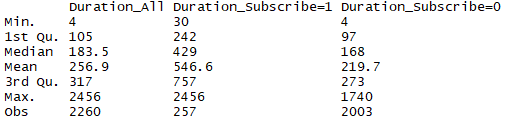 Duration_All Duration_Subscribe=1 Duration_Subscribe=0
Min. 4 30 4
1st Qu. 105 242 97
Median 183.5 429 168
Mean 256.9 546.6 219.7
3rd Qu. 317 757 273
Max. 2456 2456 1740
Obs 2260 257 2003